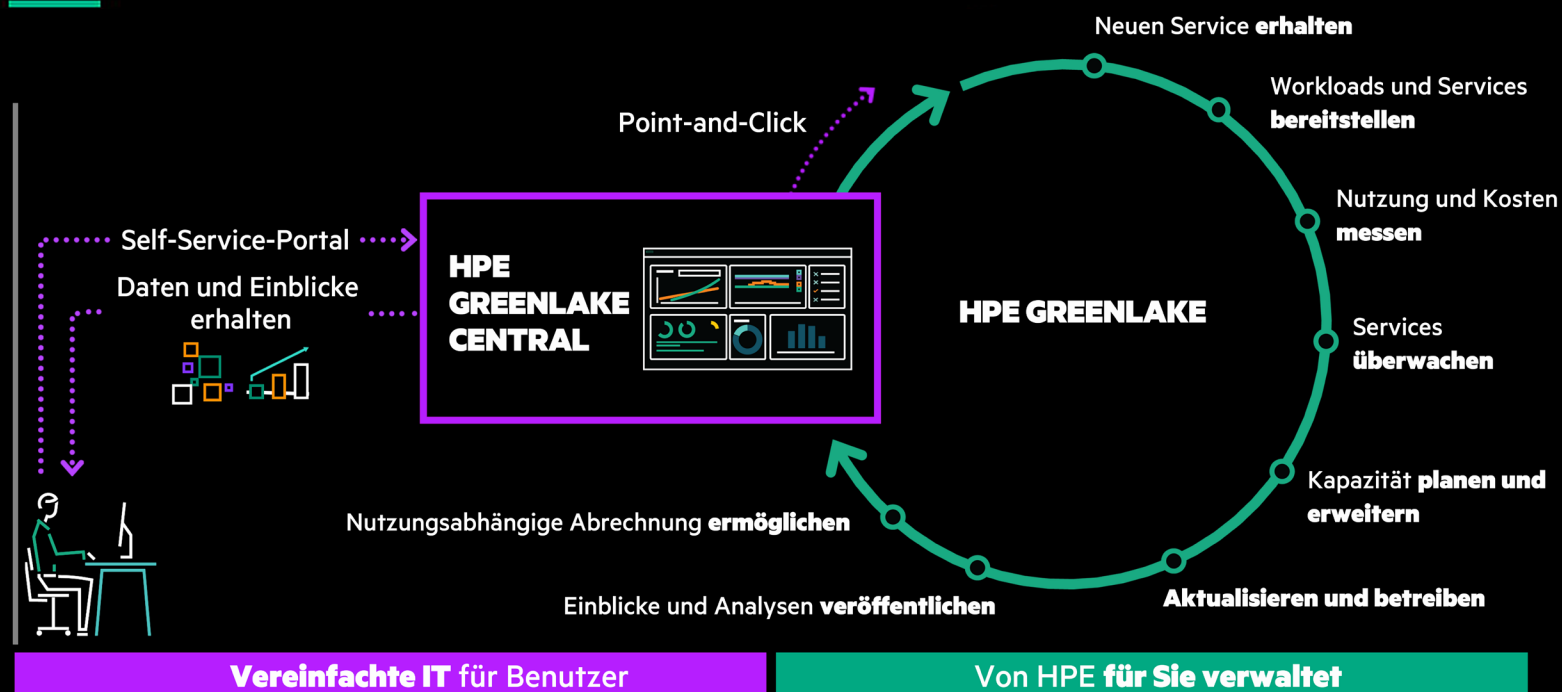 Neuen Service erhalten
Workloads und Services
bereitstellen
Point-and-Click
Nutzung und Kosten
messen
Self-Service-Portal
Daten und Einblicke
erhalten
HPE
GREENLAKE
CENTRAL
HPE GREENLAKE
Services
überwachen
Kapazität planen und
erweitern
Nutzungsabhängige Abrechnung ermöglichen
Einblicke und Analysen veröffentlichen
Aktualisieren und betreiben
Vereinfachte IT für Benutzer
Von HPE für Sie verwaltet